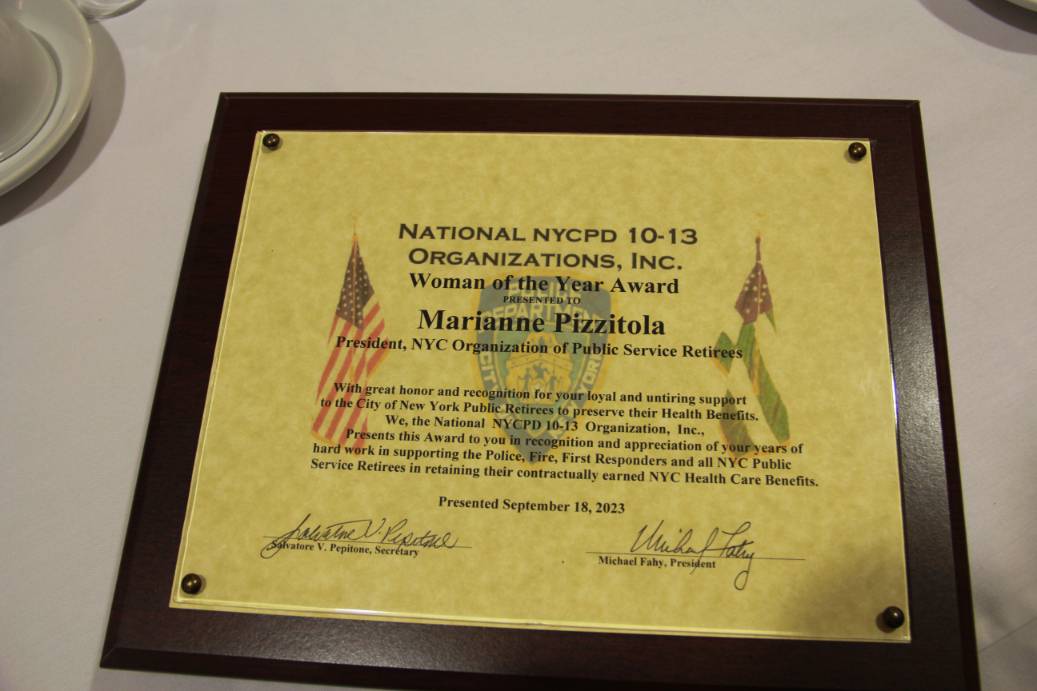 NATIONAL NYCPD 10-13
ORGANIZATIONS, INC.
Woman of the Year Award
PRESENTED TO
Marianne Pizzitola
President, NYC Organization of Public Service Retirees
With great honor and recognition for your loyal and untiring support
to the City of New York Public Retirees to preserve their Health Benefits.
We, the National NYCPD 10-13 Organization, Inc.,
Presents this Award to you in recognition and appreciation of your years of
hard work in supporting the Police, Fire, First Responders and all NYC Public
Service Retirees in retaining their contractually earned NYC Health Care Benefits.
Presented September 18, 2023
Salvatore V. Pepitone Michael Fahy
Salvatore V. Pepitone, Secretary
Michael Fahy, President